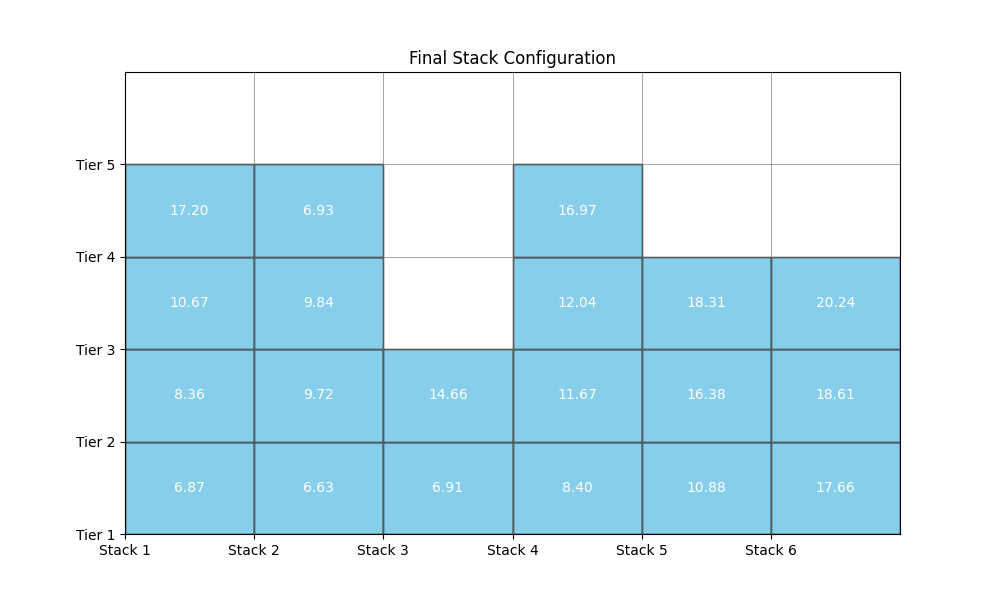 Final Stack Configuration
Tier 5
17.20 6.93 16.97
Tier 4
10.67 9.84 12.04 18.31 20.24
Tier 3
8.36 9.72 14.66 11.67 16.38 18.61
Tier 2
6.87 6.63 6.91 8.40 10.88 17.66
Tier 1
Stack 1 Stack 2 Stack 3 Stack 4 Stack 5 Stack 6